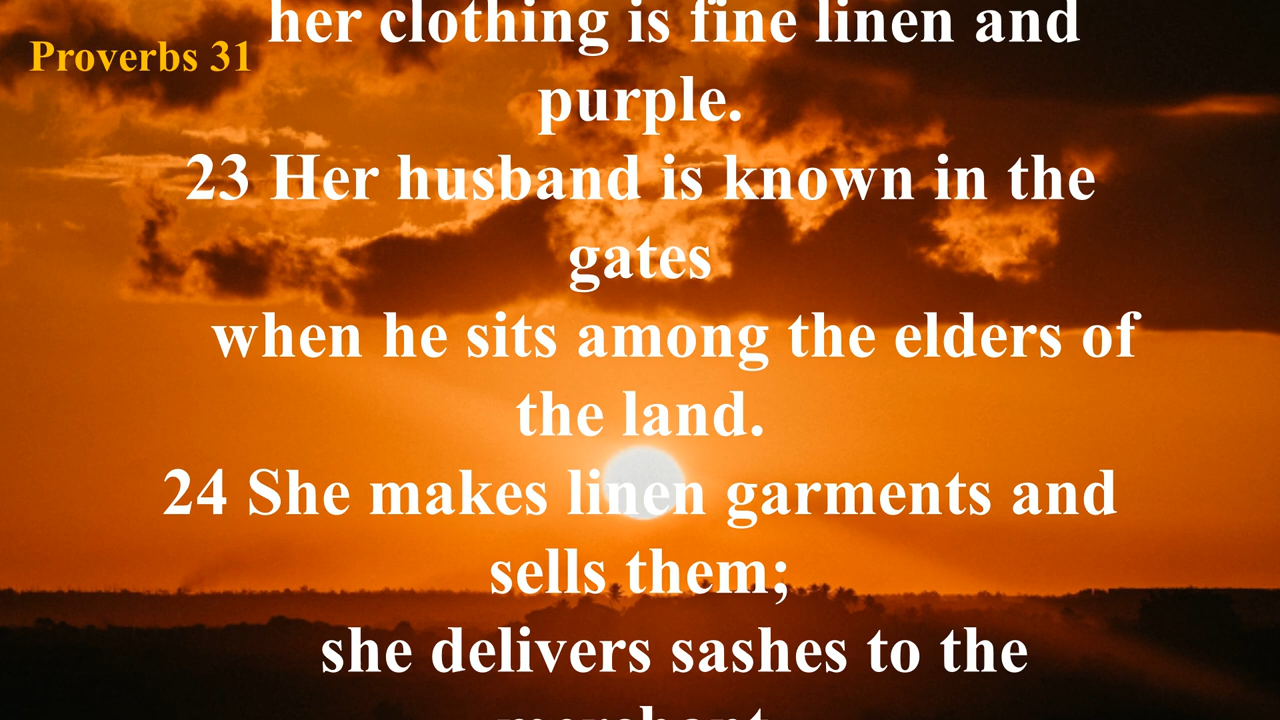 her clothing is fine linen and
Proverbs 31
purple.
23 Her husband is known in the
gates
when he sits among the elders of
the land.
24 She makes linen garments and
sells them;
she delivers sashes to the
merchant.